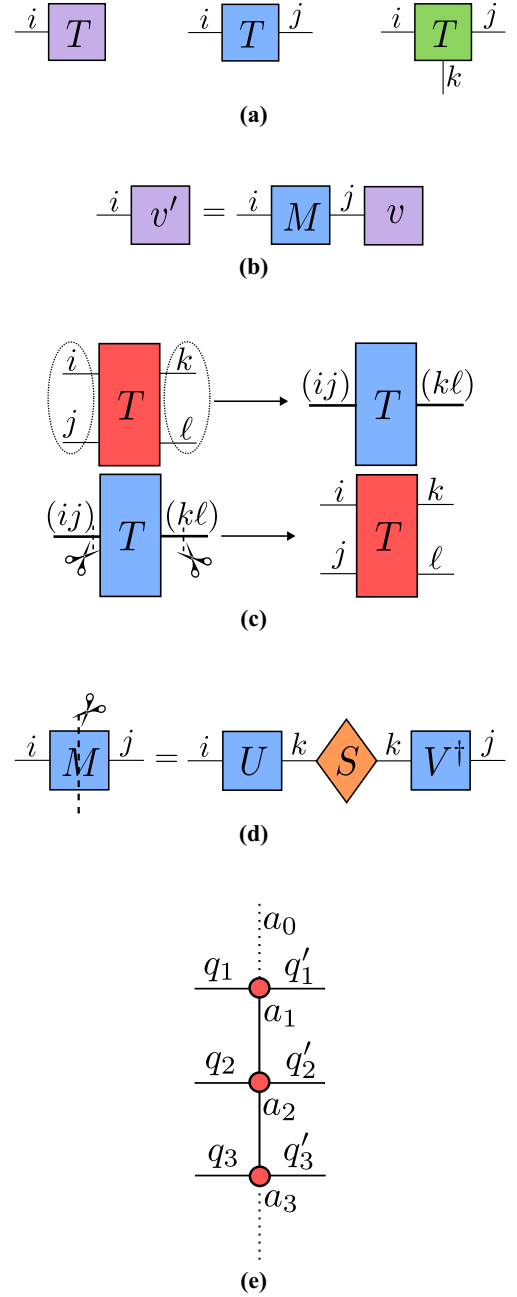 i T i T j i T j k
(a)
i v′ = i M j v
(b)
i k (ij) (kℓ)
T T
j ℓ
(ij) (kℓ) i k
T T
j ℓ
(c)
i M j = i U k S k V† j
(d)
a₀
q₁ q′₁
a₁
q₂ q′₂
a₂
q₃ q′₃
a₃
(e)